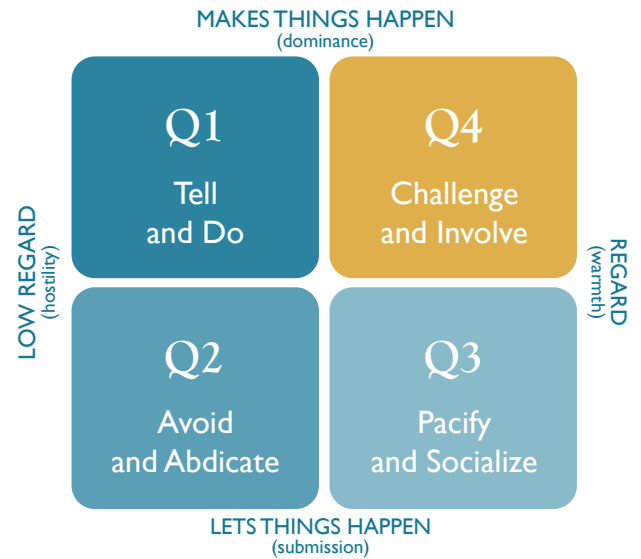 MAKES THINGS HAPPEN
(dominance)
LOW REGARD
(hostility)
Q1
Tell
and Do
Q4
Challenge
and Involve
REGARD
(warmth)
Q2
Avoid
and Abdicate
Q3
Pacify
and Socialize
LETS THINGS HAPPEN
(submission)